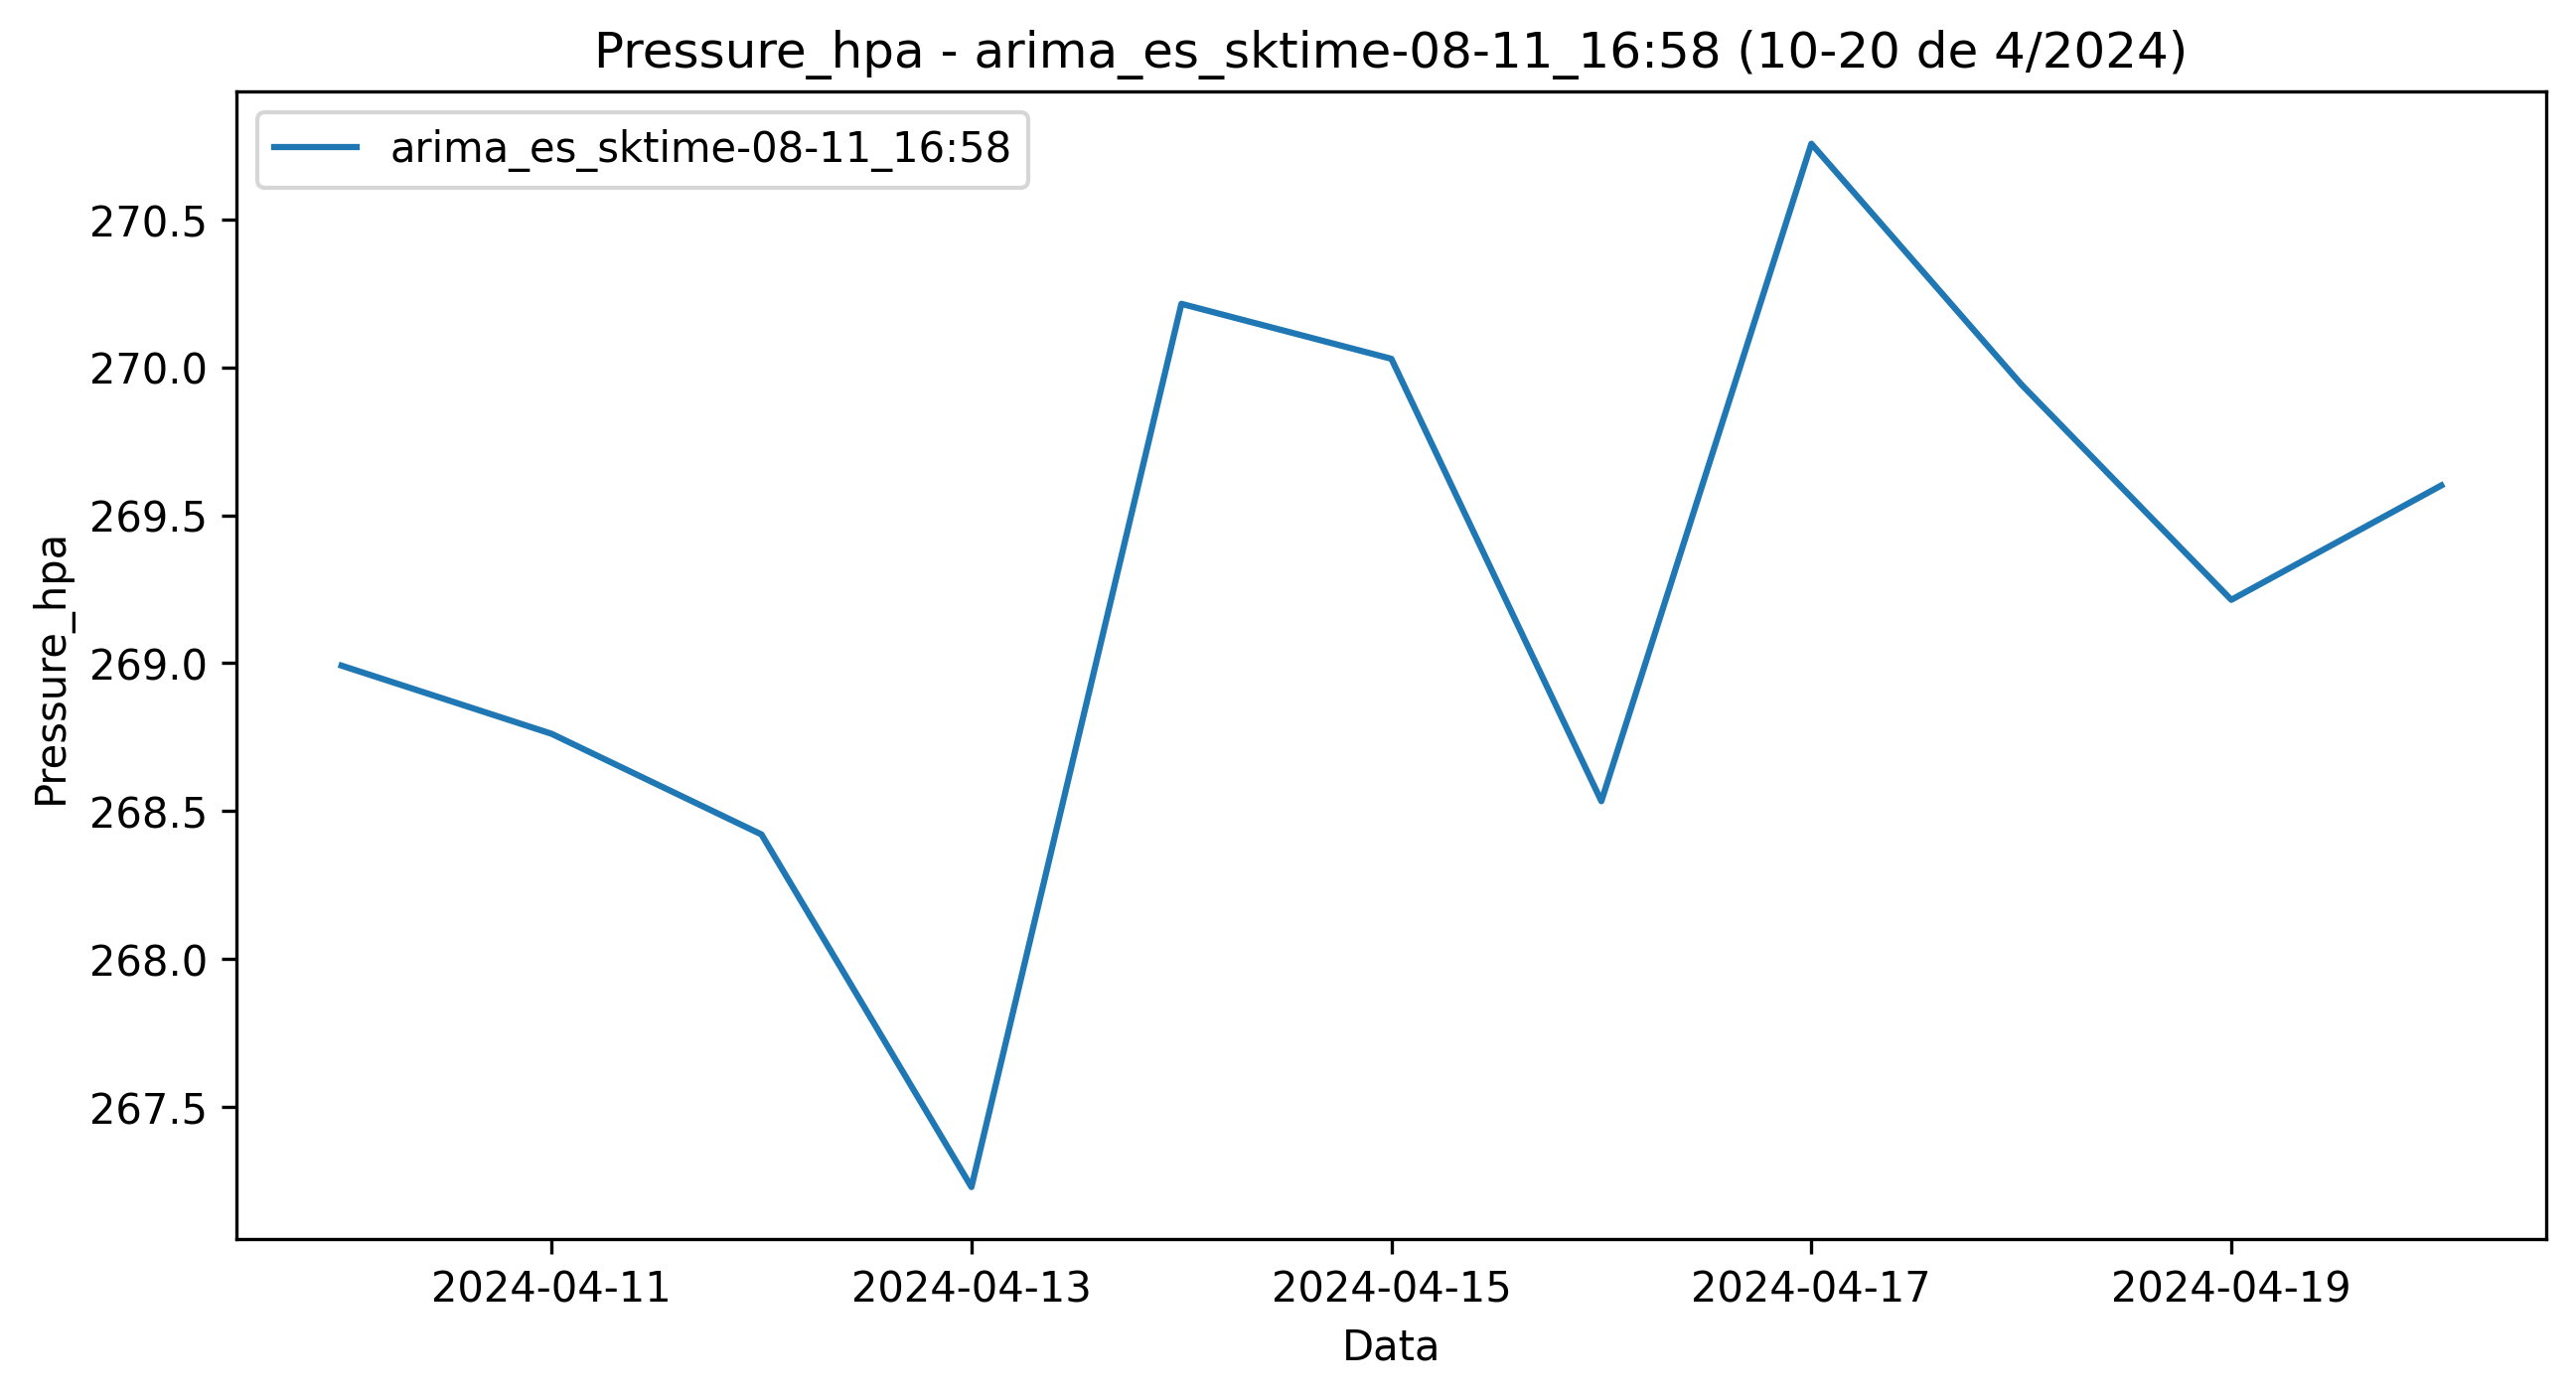 Pressure_hpa - arima_es_sktime-08-11_16:58 (10-20 de 4/2024)
arima_es_sktime-08-11_16:58
Pressure_hpa
270.5
270.0
269.5
269.0
268.5
268.0
267.5
2024-04-11 2024-04-13 2024-04-15 2024-04-17 2024-04-19
Data